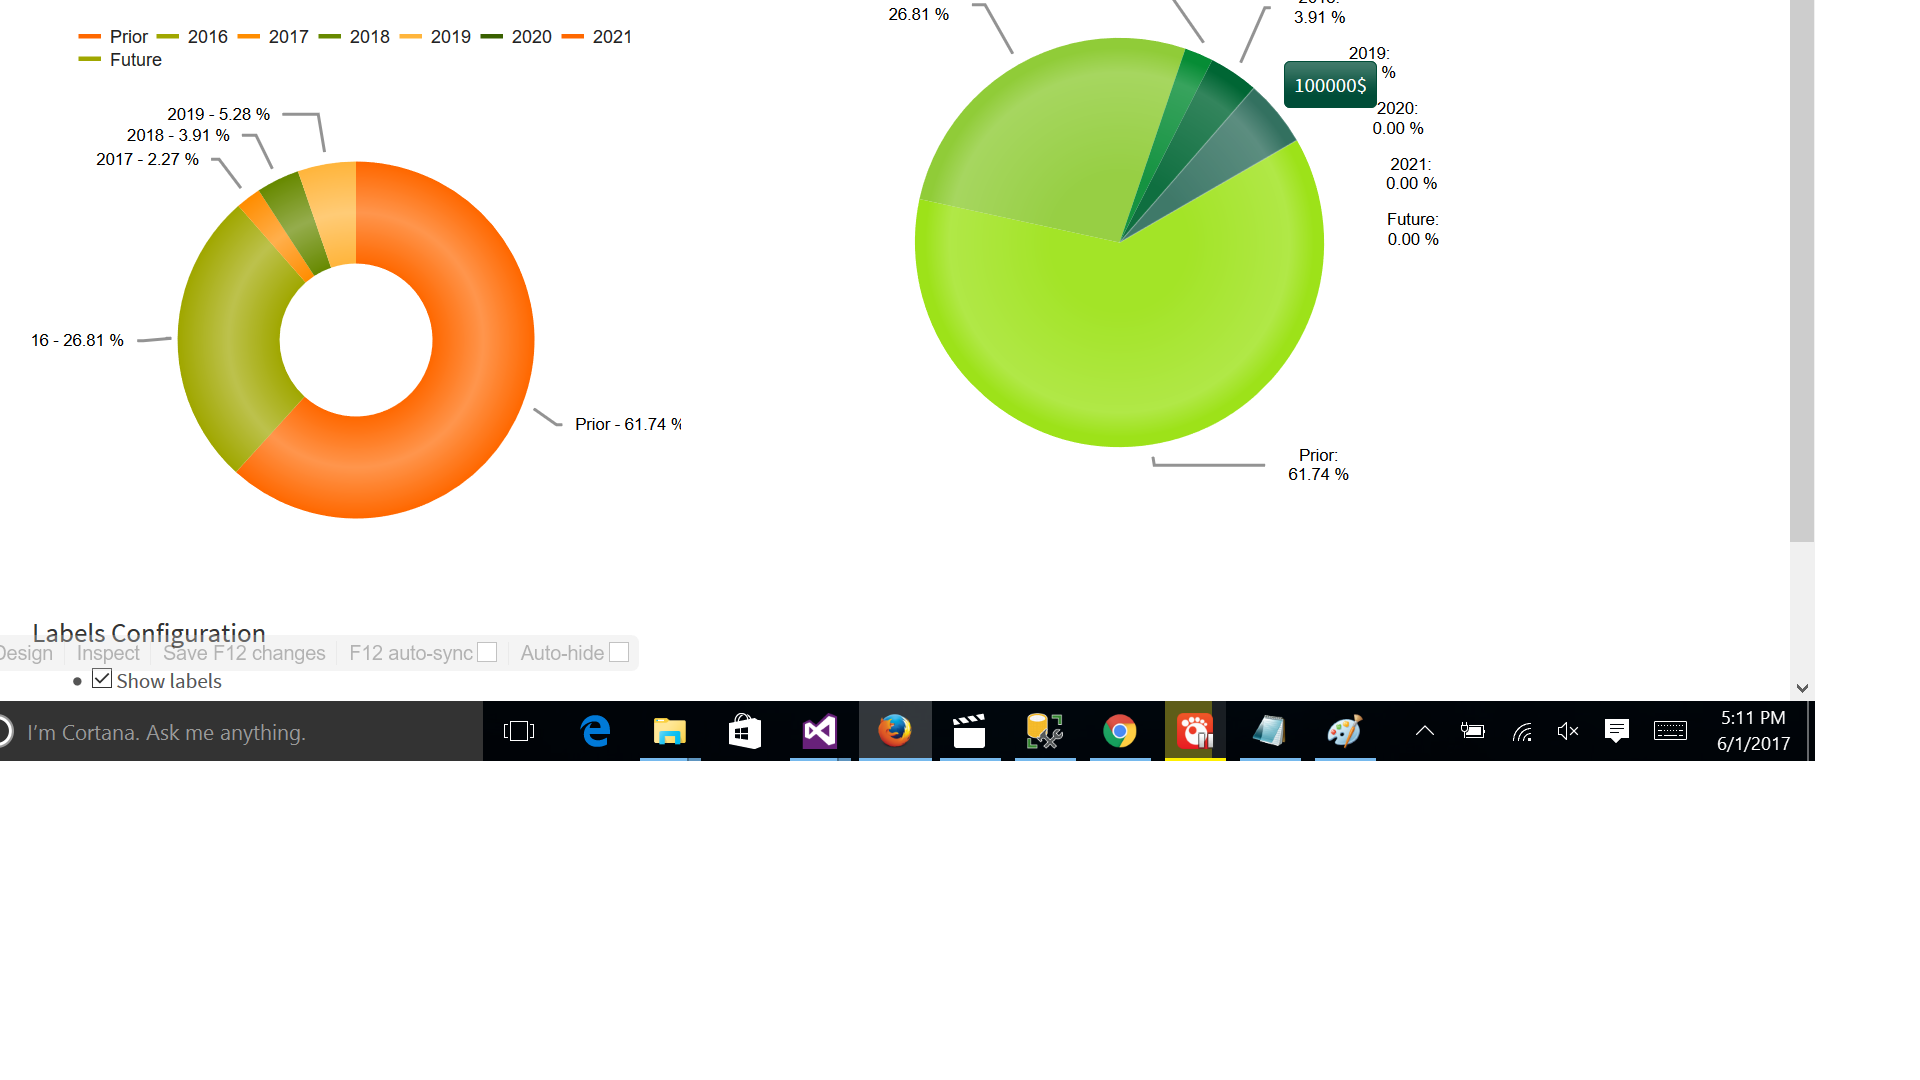 Prior 2016 2017 2018 2019 2020 2021
Future
2019 - 5.28 %
2018 - 3.91 %
2017 - 2.27 %
16 - 26.81 %
Prior - 61.74 %
26.81 %
3.91 %
2019:
%
100000$
2020:
0.00 %
2021:
0.00 %
Future:
0.00 %
Prior:
61.74 %
Labels Configuration
Design Inspect Save F12 changes F12 auto-sync Auto-hide
Show labels
I'm Cortana. Ask me anything.
5:11 PM
6/1/2017